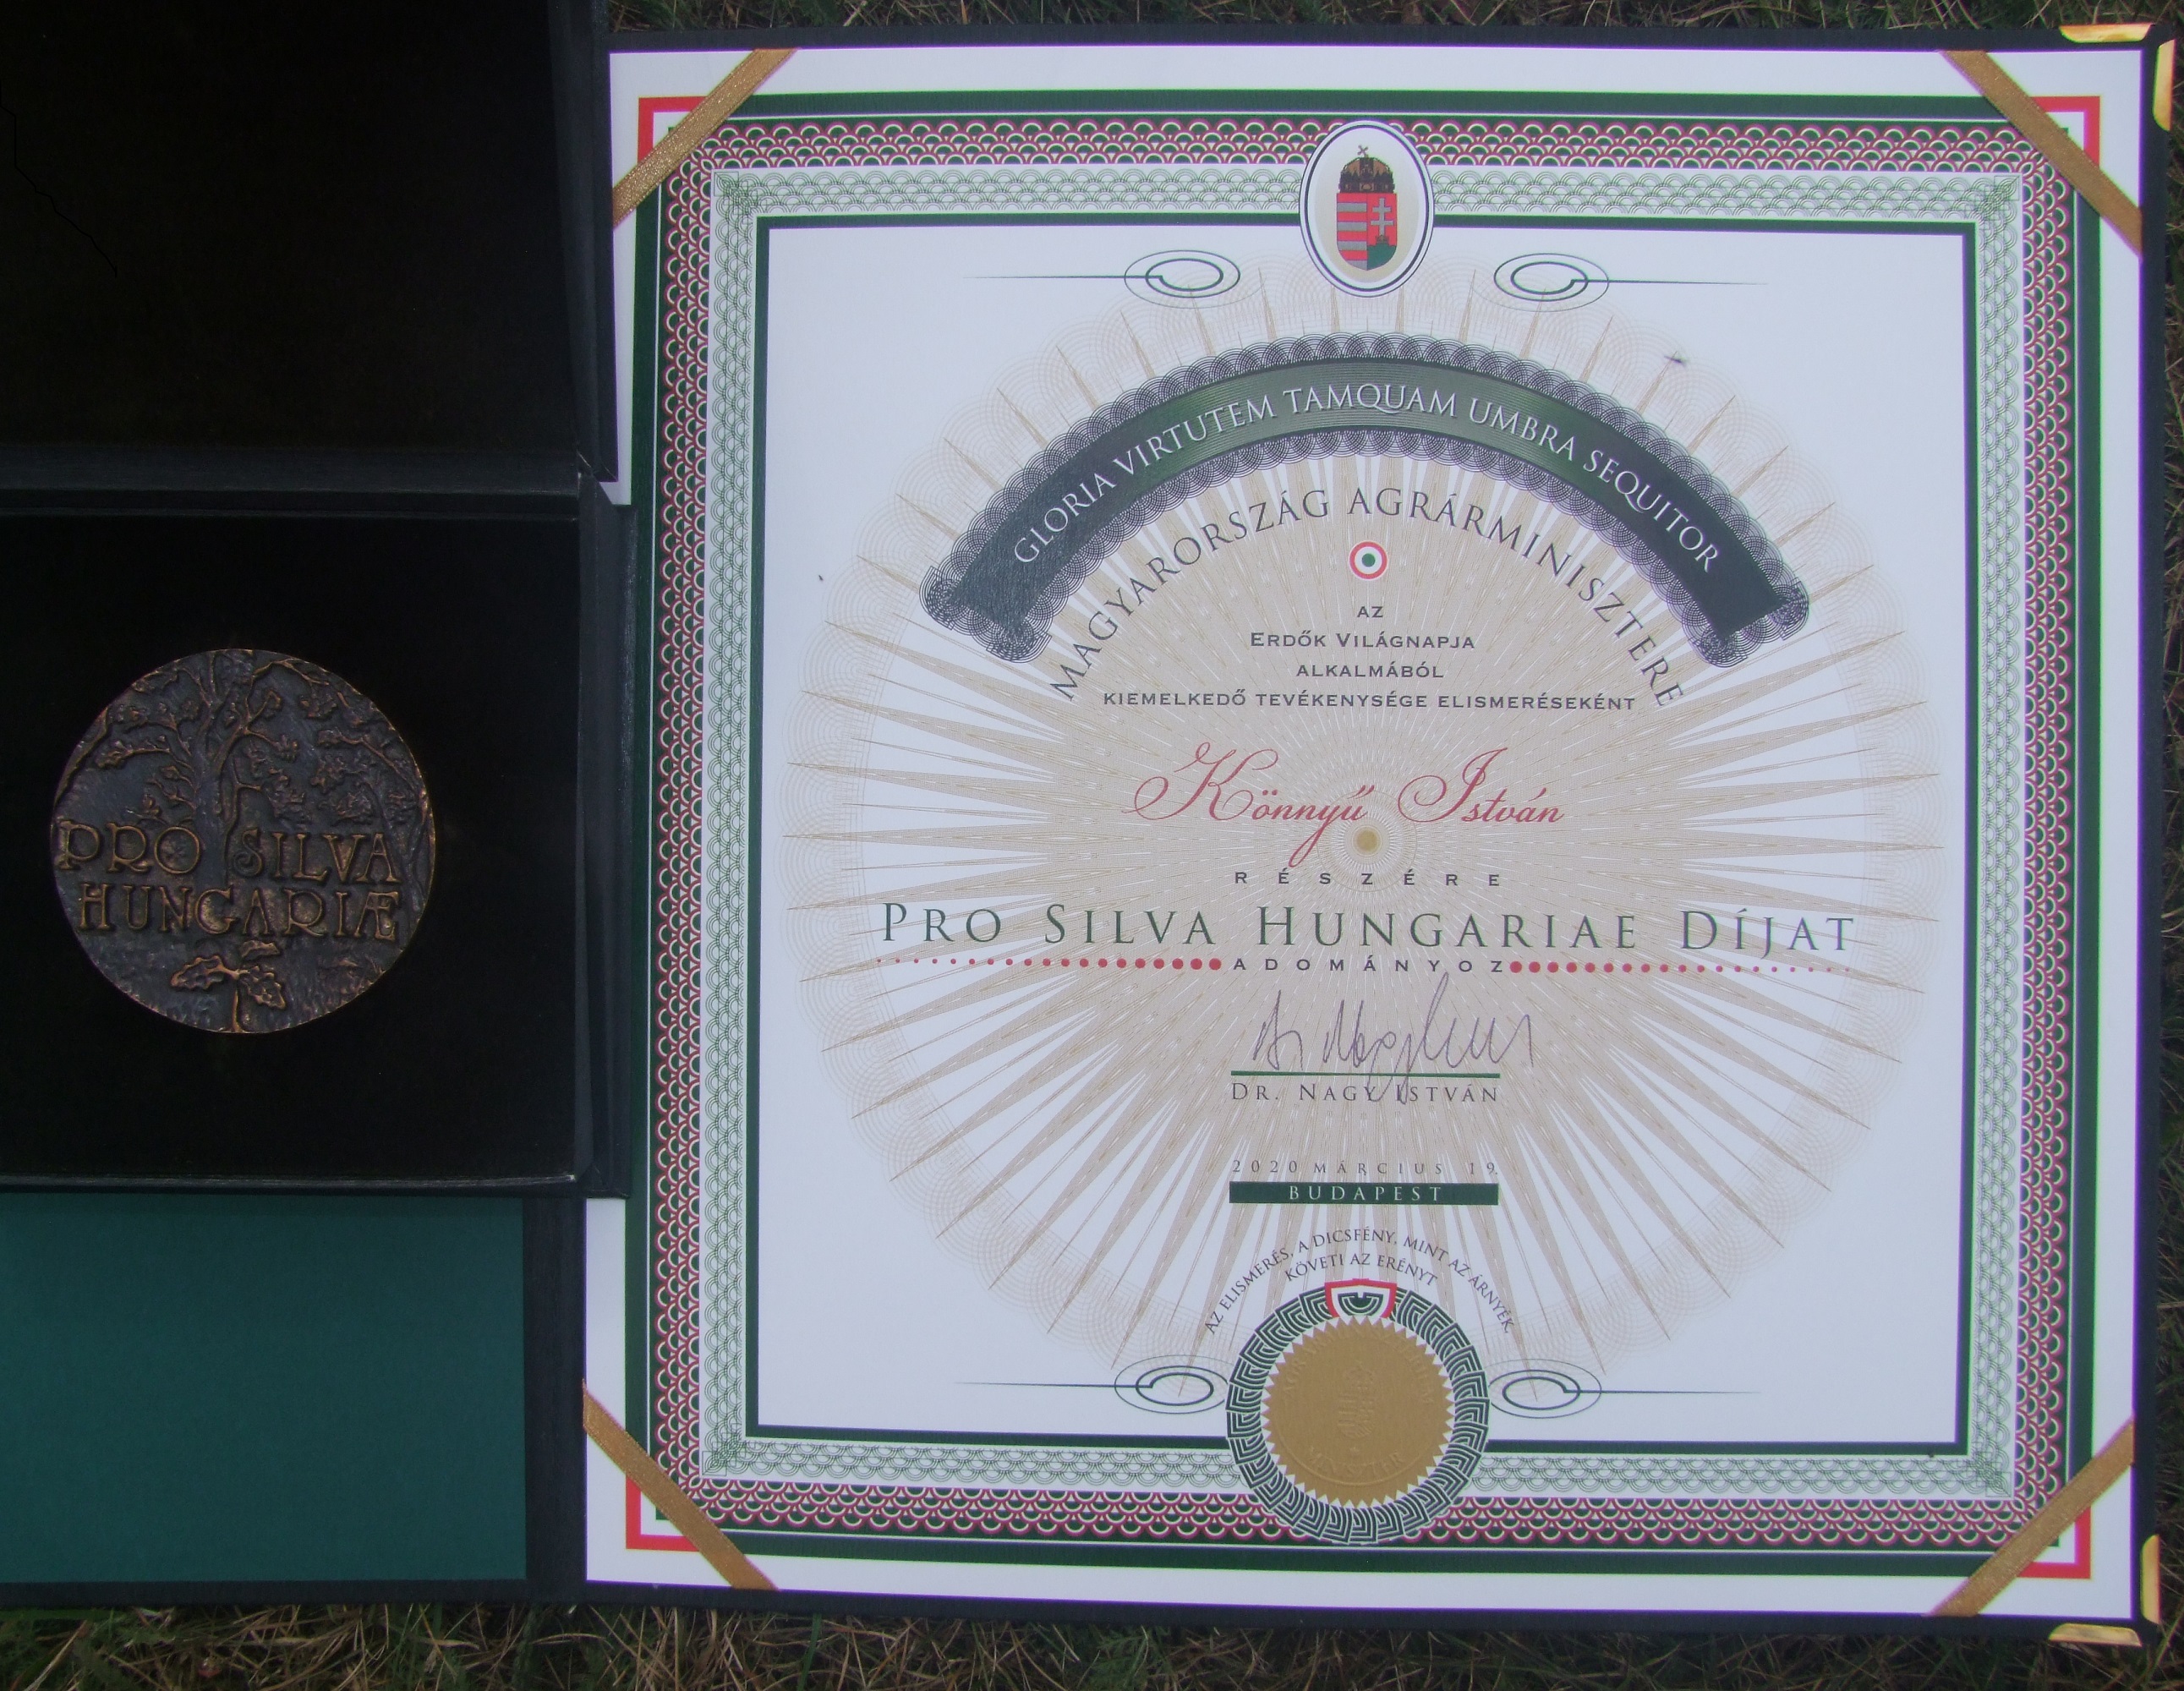 PRO SILVA
HUNGARIÆ
GLORIA VIRTUTEM TAMQUAM UMBRA SEQUITOR
MAGYARORSZÁG AGRÁRMINISZTERE
AZ
ERDŐK VILÁGNAPJA
ALKALMÁBÓL
KIEMELKEDŐ TEVÉKENYSÉGE ELISMERÉSEKÉNT
Könnyű István
RÉSZÉRE
PRO SILVA HUNGARIAE DÍJAT
ADOMÁNYOZ
DR. NAGY ISTVÁN
2020 MÁRCIUS 19.
BUDAPEST
AZ ELISMERÉS, A DICSFÉNY, MINT AZ ÁRNYÉK,
KÖVETI AZ ERÉNYT